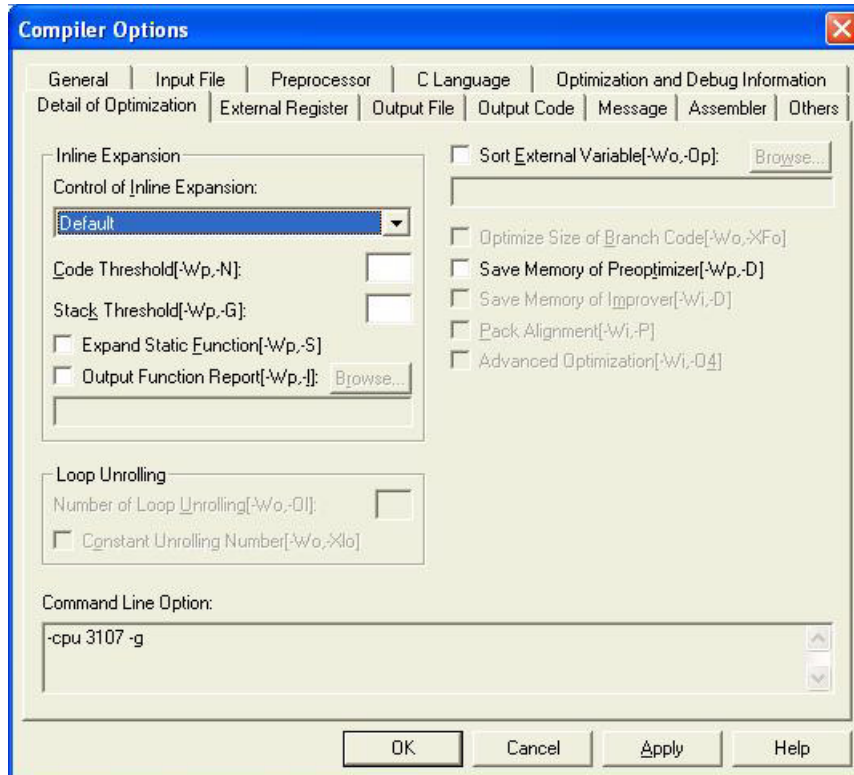 Compiler Options
General | Input File | Preprocessor | C Language | Optimization and Debug Information
Detail of Optimization | External Register | Output File | Output Code | Message | Assembler | Others
Inline Expansion
Control of Inline Expansion:
Default
Code Threshold[-Wp,-N]:
Stack Threshold[-Wp,-G]:
Expand Static Function[-Wp,-S]
Output Function Report[-Wp,-l]: Browse...
Loop Unrolling
Number of Loop Unrolling[-Wo,-Ol]:
Constant Unrolling Number[-Wo,-Xlo]
Sort External Variable[-Wo,-Op]: Browse...
Optimize Size of Branch Code[-Wo,-XFo]
Save Memory of Preoptimizer[-Wp,-D]
Save Memory of Improver[-Wi,-D]
Pack Alignment[-Wi,-P]
Advanced Optimization[-Wi,-O4]
Command Line Option:
-cpu 3107 -g
OK Cancel Apply Help